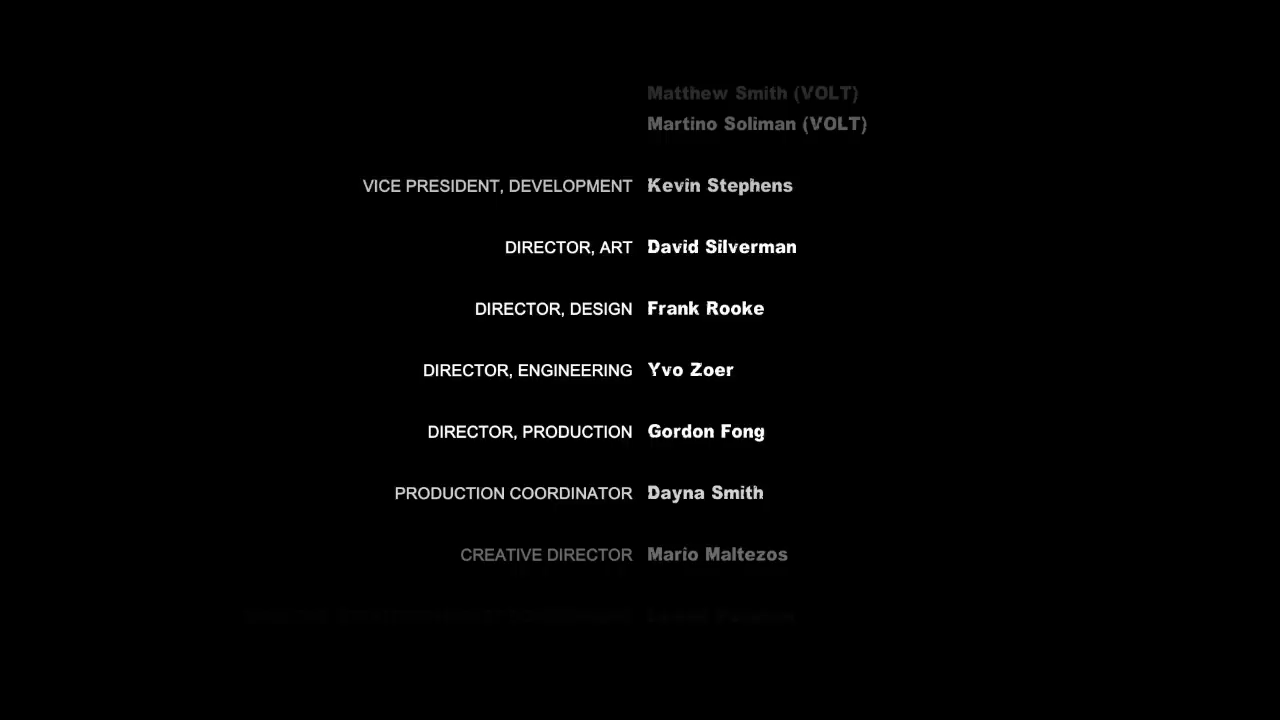 Matthew Smith (VOLT)
Martino Soliman (VOLT)
VICE PRESIDENT, DEVELOPMENT Kevin Stephens
DIRECTOR, ART David Silverman
DIRECTOR, DESIGN Frank Rooke
DIRECTOR, ENGINEERING Yvo Zoer
DIRECTOR, PRODUCTION Gordon Fong
PRODUCTION COORDINATOR Dayna Smith
CREATIVE DIRECTOR Mario Maltezos